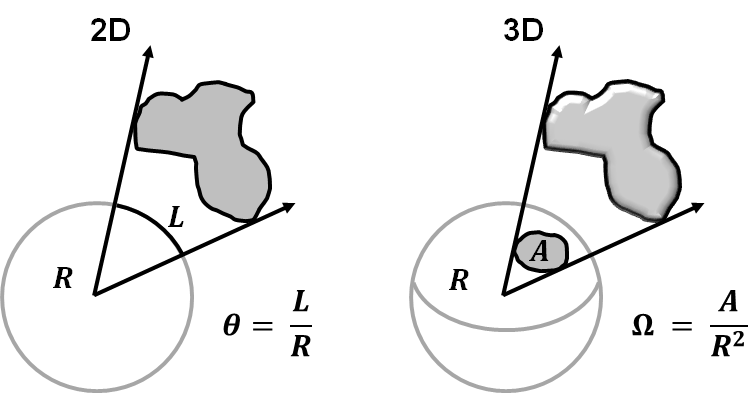 2D
L
R
θ = L/R
3D
A
R
Ω = A/R²